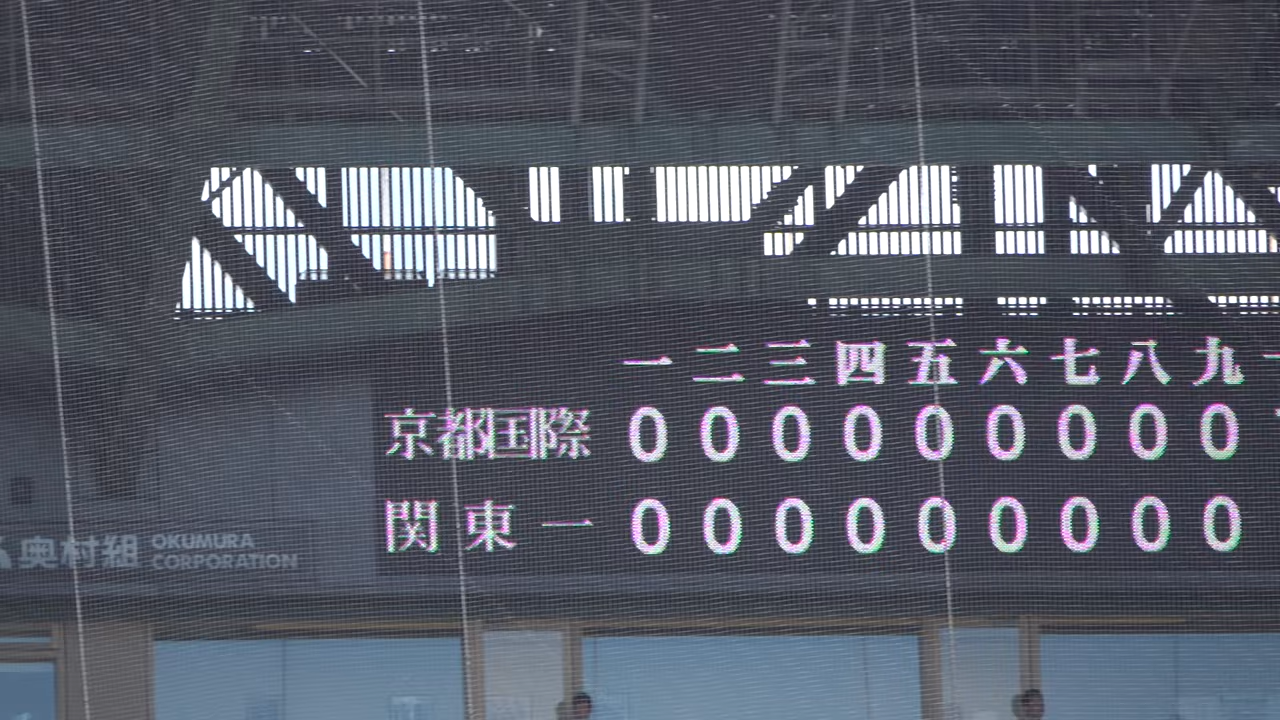 一 二 三 四 五 六 七 八 九
京都国際 0 0 0 0 0 0 0 0 0
関東一 0 0 0 0 0 0 0 0 0
奥村組 OKUMURA
CORPORATION